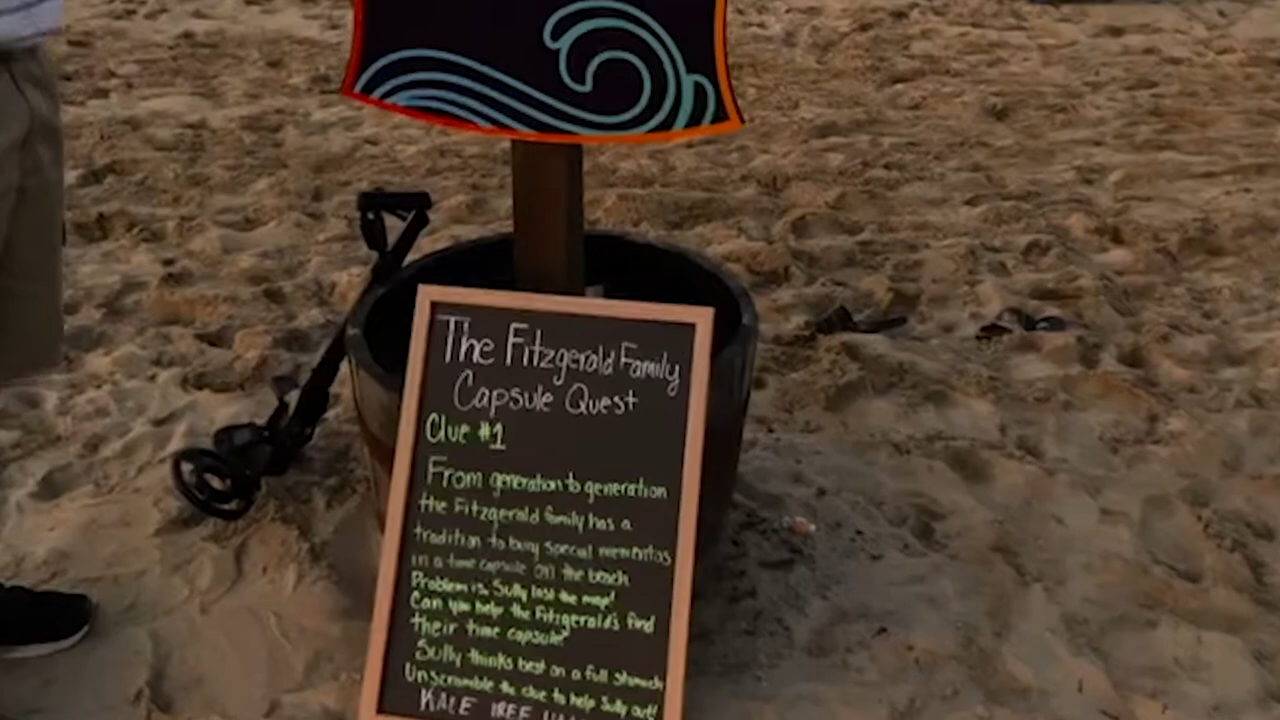 The Fitzgerald Family
Capsule Quest
Clue #1
From generation to generation
the Fitzgerald family has a
tradition to bury special mementos
in a time capsule on the beach
Problem is, Sully lost the map!
Can you help the Fitzgerald's find
their time capsule?
Sully thinks best on a full stomach
Unscramble the clue to help Sully out!
KALE